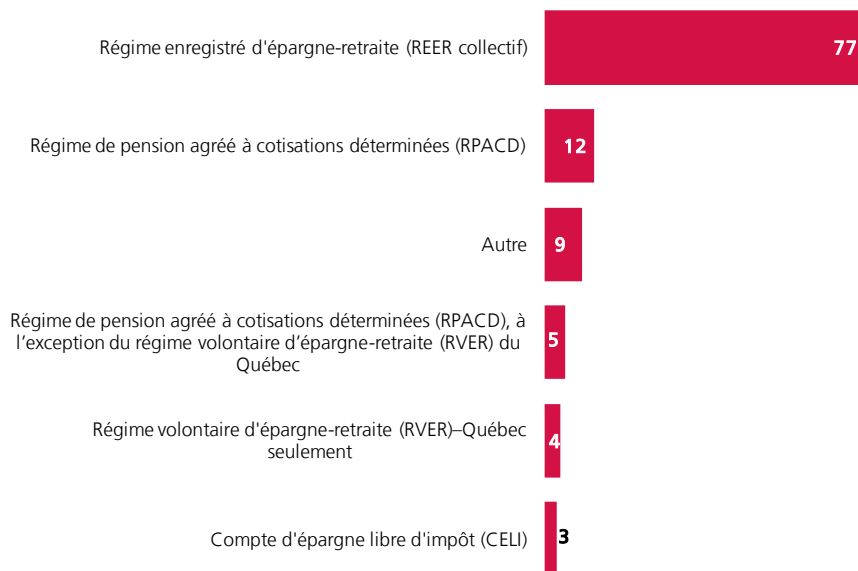 Régime enregistré d'épargne-retraite (REER collectif)
77
Régime de pension agréé à cotisations déterminées (RPACD)
12
Autre
9
Régime de pension agréé à cotisations déterminées (RPACD), à
l’exception du régime volontaire d’épargne-retraite (RVER) du
Québec
5
Régime volontaire d'épargne-retraite (RVER)–Québec
seulement
4
Compte d'épargne libre d'impôt (CELI)
3